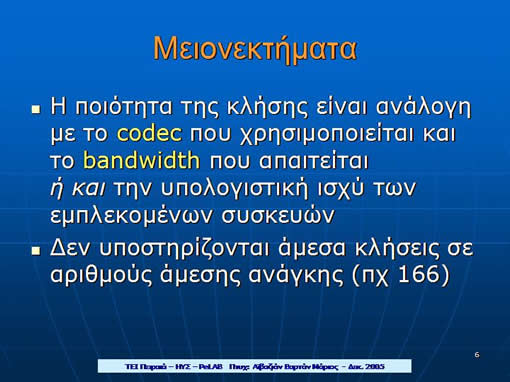 Μειονεκτήματα
Η ποιότητα της κλήσης είναι ανάλογη
με το codec που χρησιμοποιείται και
το bandwidth που απαιτείται
ή και την υπολογιστική ισχύ των
εμπλεκομένων συσκευών
Δεν υποστηρίζονται άμεσα κλήσεις σε
αριθμούς άμεσης ανάγκης (πχ 166)
6
ΤΕΙ Πειραιά – ΗΥΣ – PeLAB Πτυχ: Αϊβαζιάν Βαρτάν Μάριος - Δεκ. 2005